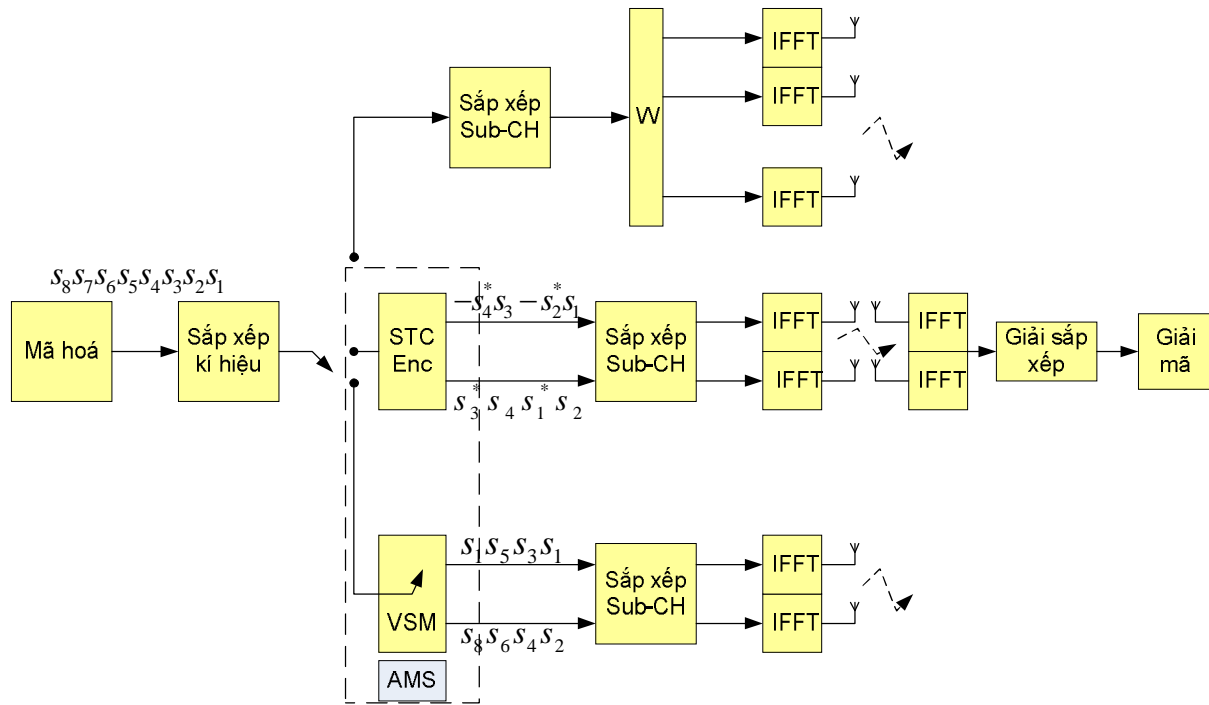 IFFT
Sắp xếp
Sub-CH
W
IFFT
IFFT
s₈s₇s₆s₅s₄s₃s₂s₁
Mã hoá
Sắp xếp
kí hiệu
STC
Enc
−s₄*s₃ −s₂*s₁
s₃* s₄ s₁* s₂
Sắp xếp
Sub-CH
IFFT
IFFT
IFFT
IFFT
Giải sắp
xếp
Giải
mã
VSM
s₁s₅s₃s₁
s₈s₆s₄s₂
Sắp xếp
Sub-CH
IFFT
IFFT
AMS